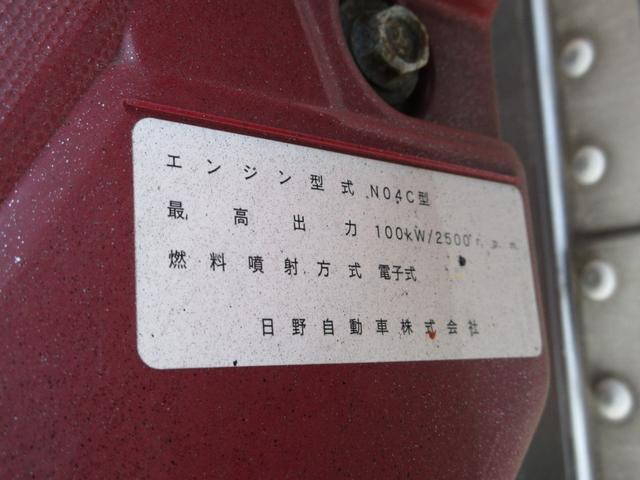 エンジン型式 N04C型
最高出力 100kW/2500r.p.m.
燃料噴射方式 電子式
日野自動車株式会社